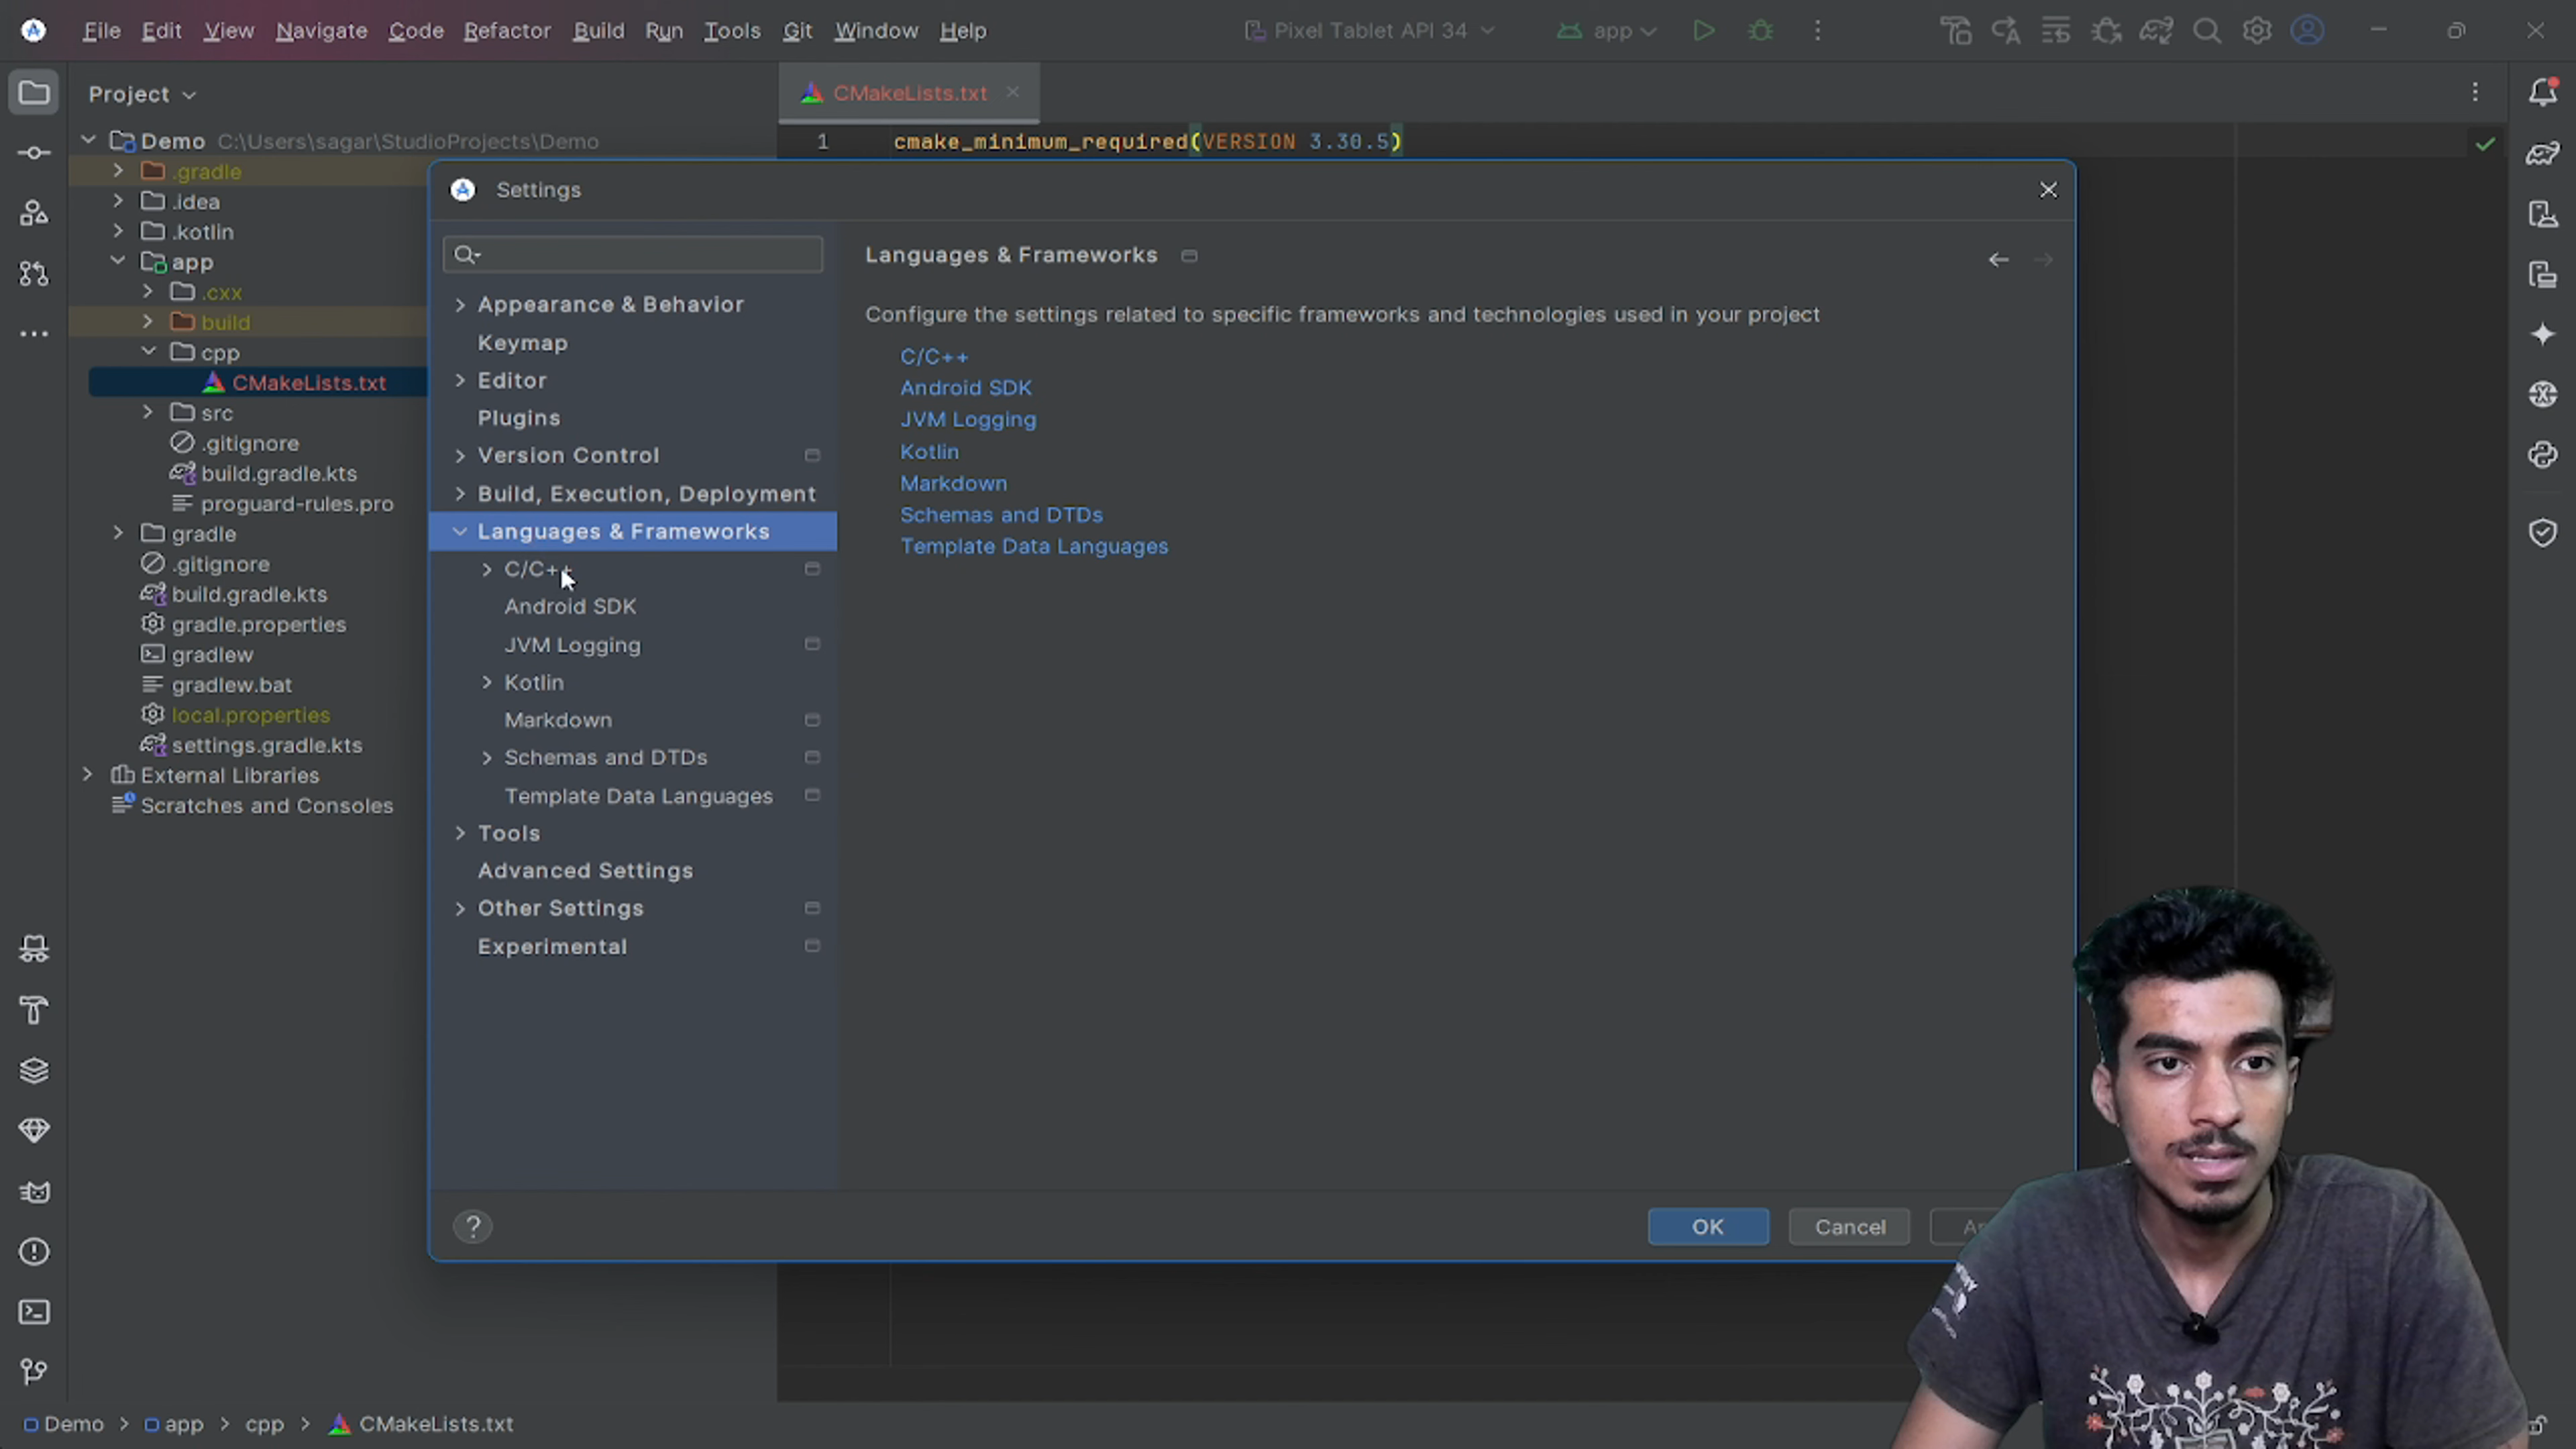 File Edit View Navigate Code Refactor Build Run Tools Git Window Help Pixel Tablet API 34 app
Project
CMakeLists.txt
Demo C:\Users\sagar\StudioProjects\Demo
1 cmake_minimum_required(VERSION 3.30.5)
.gradle
.idea
.kotlin
app
.cxx
build
cpp
CMakeLists.txt
src
.gitignore
build.gradle.kts
proguard-rules.pro
gradle
.gitignore
build.gradle.kts
gradle.properties
gradlew
gradlew.bat
local.properties
settings.gradle.kts
External Libraries
Scratches and Consoles
Settings
Appearance & Behavior
Keymap
Editor
Plugins
Version Control
Build, Execution, Deployment
Languages & Frameworks
C/C++
Android SDK
JVM Logging
Kotlin
Markdown
Schemas and DTDs
Template Data Languages
Tools
Advanced Settings
Other Settings
Experimental
Languages & Frameworks
Configure the settings related to specific frameworks and technologies used in your project
C/C++
Android SDK
JVM Logging
Kotlin
Markdown
Schemas and DTDs
Template Data Languages
?
OK Cancel
Demo > app > cpp > CMakeLists.txt